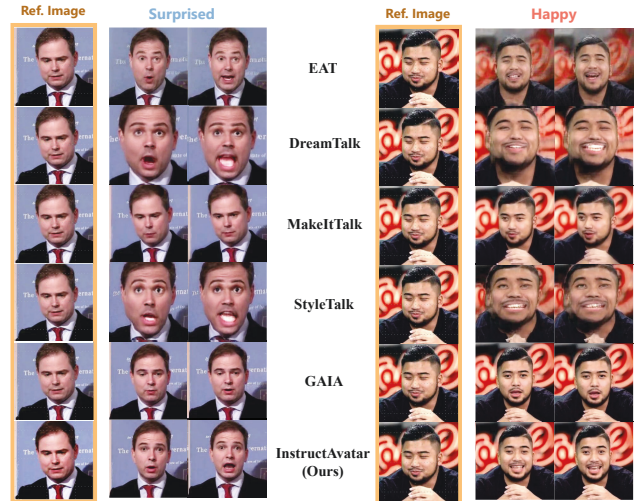 Ref. Image
Surprised
Ref. Image
Happy
EAT
DreamTalk
MakeItTalk
StyleTalk
GAIA
InstructAvatar
(Ours)